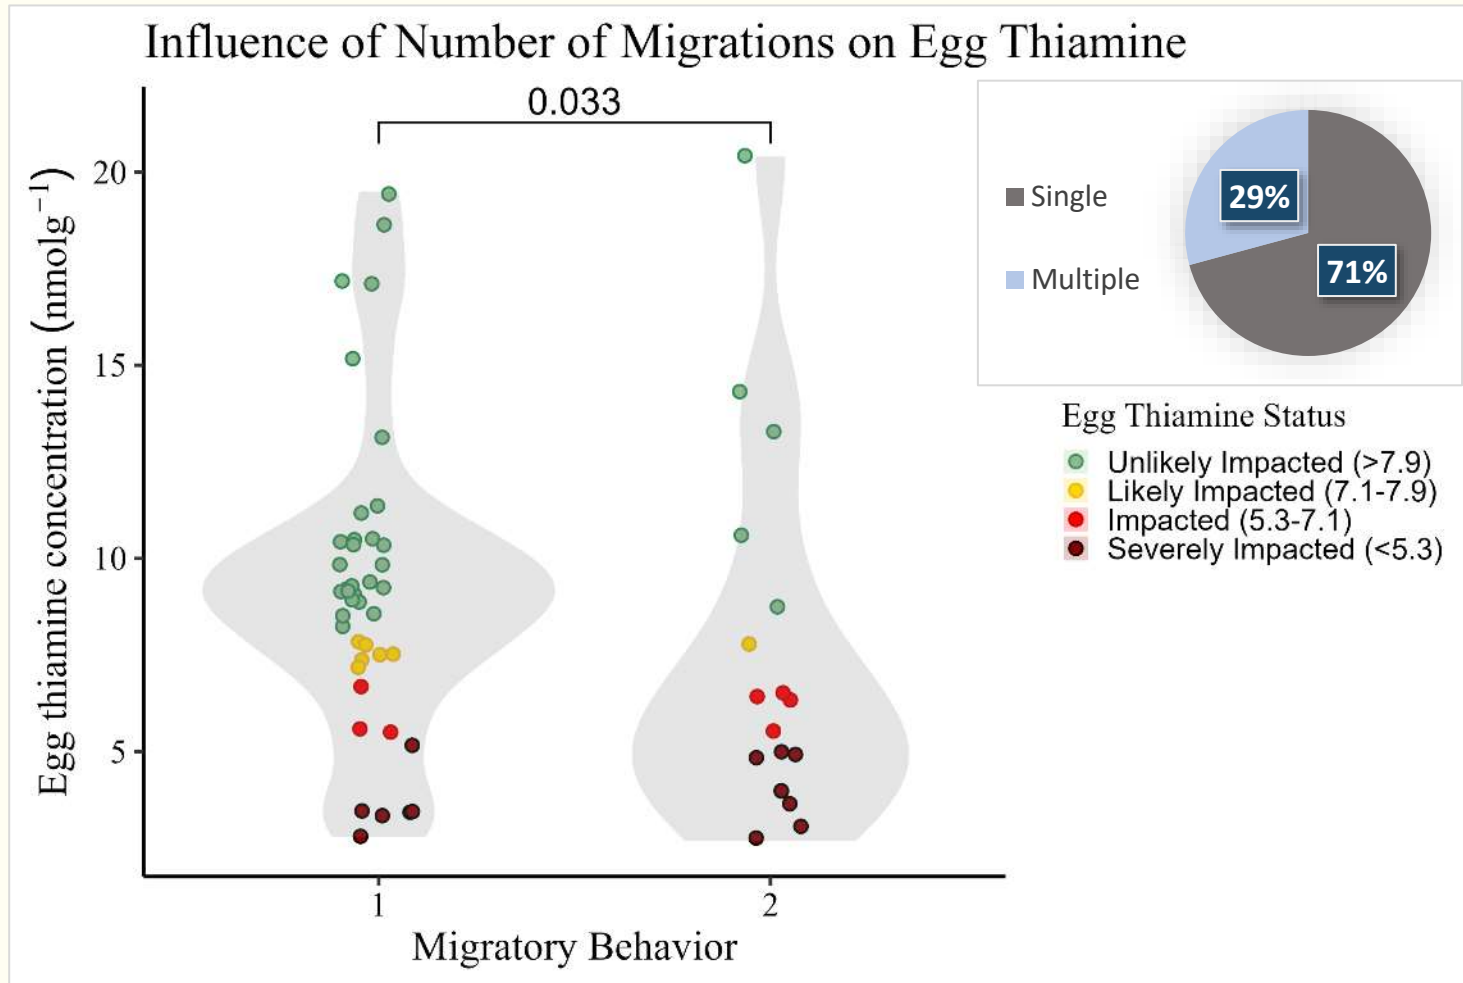 Influence of Number of Migrations on Egg Thiamine
0.033
Egg thiamine concentration (nmolg⁻¹)
20
15
10
5
1
2
Migratory Behavior
Single
Multiple
29%
71%
Egg Thiamine Status
Unlikely Impacted (>7.9)
Likely Impacted (7.1-7.9)
Impacted (5.3-7.1)
Severely Impacted (<5.3)